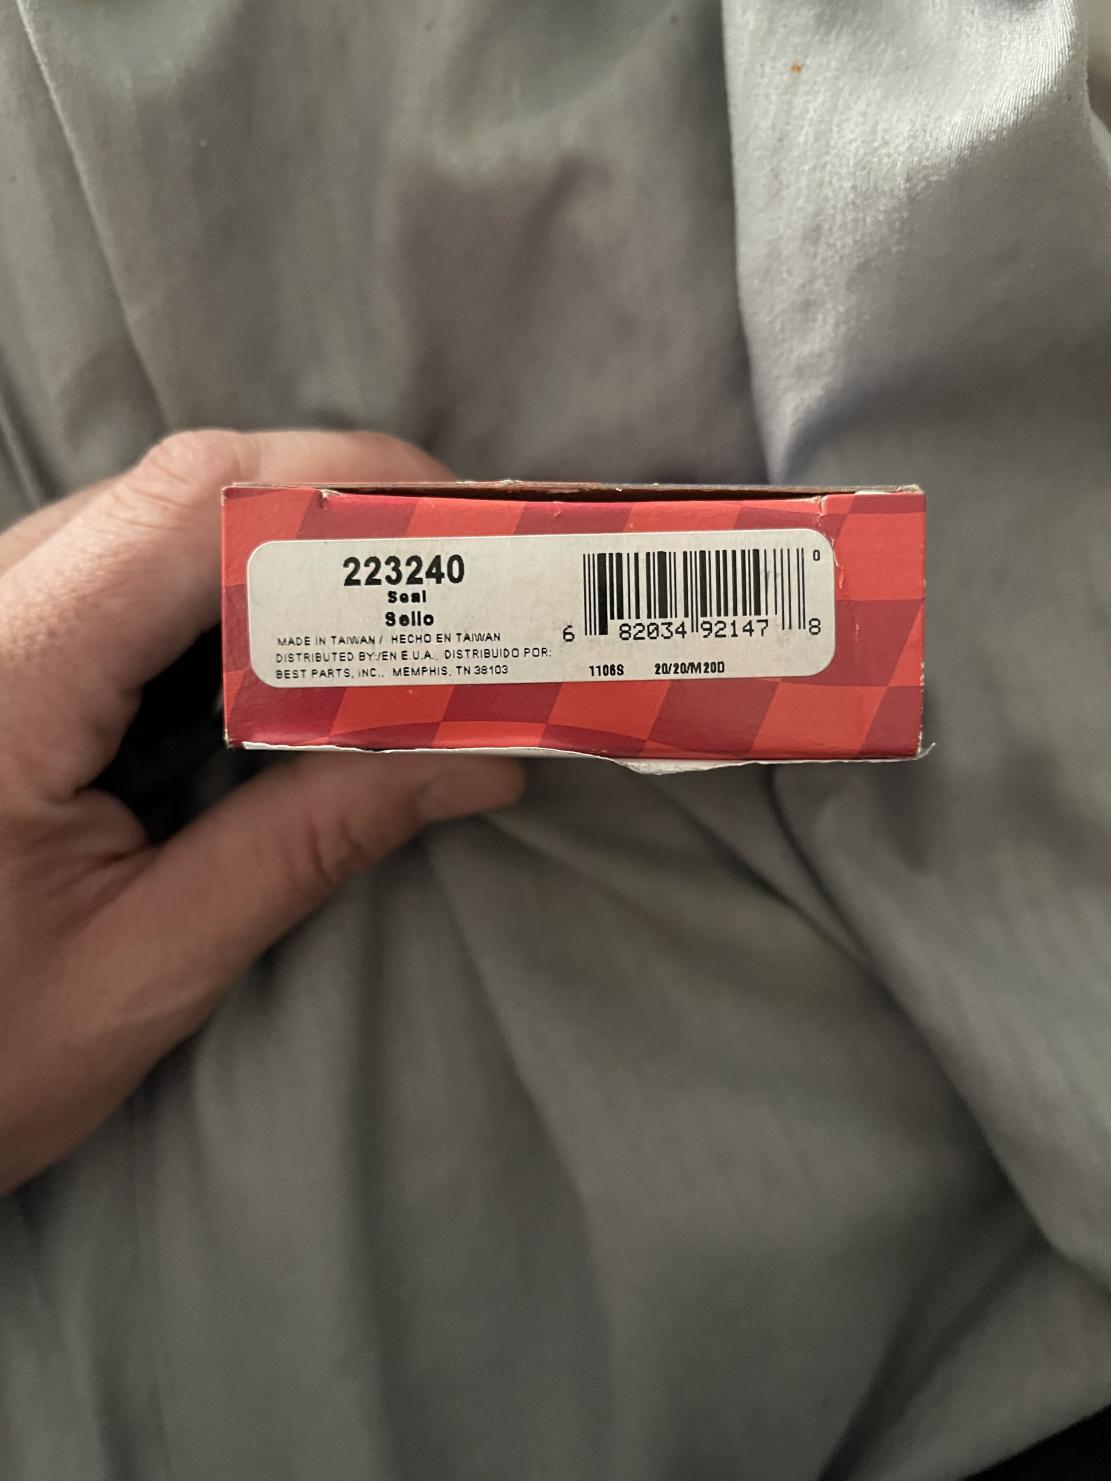 223240
Seal
Sello
MADE IN TAIWAN / HECHO EN TAIWAN
DISTRIBUTED BY:/EN E.U.A., DISTRIBUIDO POR:
BEST PARTS, INC., MEMPHIS, TN 38103
0
6 82034 92147 8
1106S 20/20/M20D